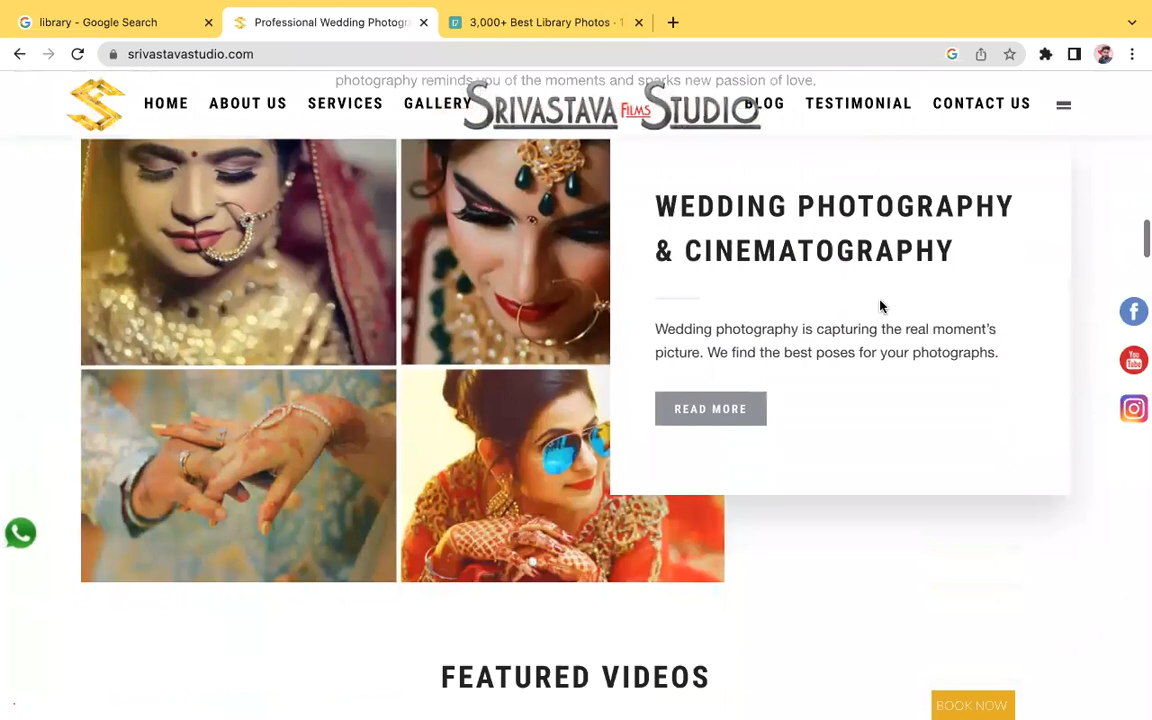 library - Google Search
Professional Wedding Photogr
3,000+ Best Library Photos · 1
srivastavastudio.com
photography reminds you of the moments and sparks new passion of love.
HOME ABOUT US SERVICES GALLERY SRIVASTAVA FILMS STUDIO BLOG TESTIMONIAL CONTACT US
WEDDING PHOTOGRAPHY
& CINEMATOGRAPHY
Wedding photography is capturing the real moment's
picture. We find the best poses for your photographs.
READ MORE
You
Tube
FEATURED VIDEOS
BOOK NOW